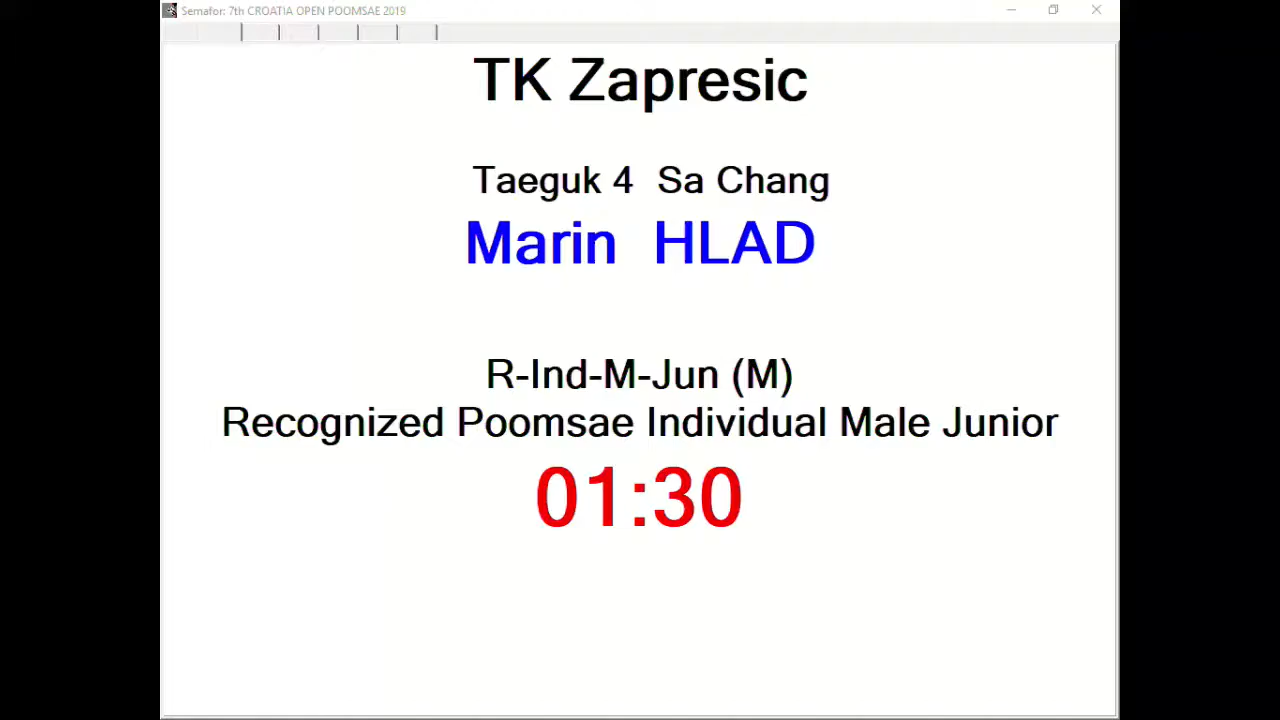 Semafor: 7th CROATIA OPEN POOMSAE 2019
TK Zapresic
Taeguk 4 Sa Chang
Marin HLAD
R-Ind-M-Jun (M)
Recognized Poomsae Individual Male Junior
01:30